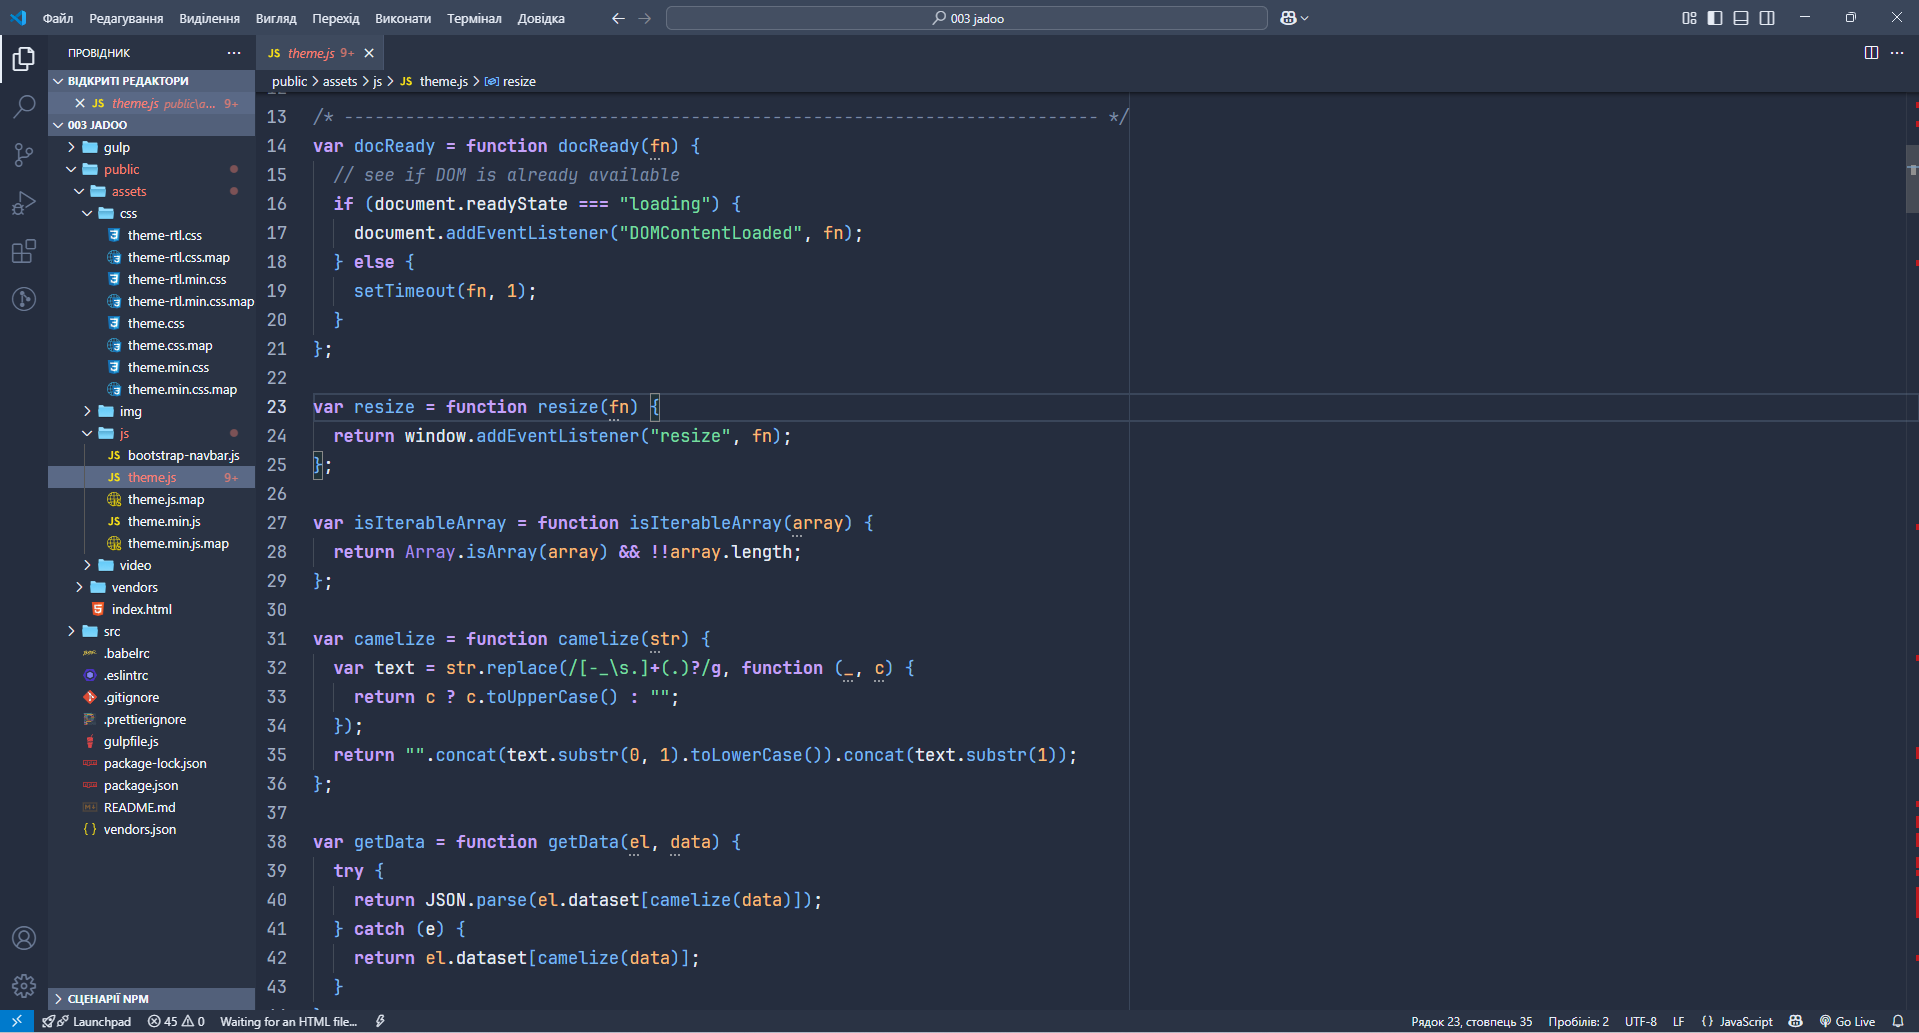 Файл Редагування Виділення Вигляд Перехід Виконати Термінал Довідка
003 jadoo
ПРОВІДНИК
ВІДКРИТІ РЕДАКТОРИ
JS theme.js public\a... 9+
003 JADOO
gulp
public
assets
css
theme-rtl.css
theme-rtl.css.map
theme-rtl.min.css
theme-rtl.min.css.map
theme.css
theme.css.map
theme.min.css
theme.min.css.map
img
js
JS bootstrap-navbar.js
JS theme.js 9+
theme.js.map
JS theme.min.js
theme.min.js.map
video
vendors
index.html
src
.babelrc
.eslintrc
.gitignore
.prettierignore
gulpfile.js
package-lock.json
package.json
README.md
{} vendors.json
СЦЕНАРІЇ NPM
JS theme.js 9+
public > assets > js > JS theme.js > resize
13 /* -------------------------------------------------------------------------- */
14 var docReady = function docReady(fn) {
15 // see if DOM is already available
16 if (document.readyState === "loading") {
17 document.addEventListener("DOMContentLoaded", fn);
18 } else {
19 setTimeout(fn, 1);
20 }
21 };
22
23 var resize = function resize(fn) {
24 return window.addEventListener("resize", fn);
25 };
26
27 var isIterableArray = function isIterableArray(array) {
28 return Array.isArray(array) && !!array.length;
29 };
30
31 var camelize = function camelize(str) {
32 var text = str.replace(/[-_\s.]+(.)?/g, function (_, c) {
33 return c ? c.toUpperCase() : "";
34 });
35 return "".concat(text.substr(0, 1).toLowerCase()).concat(text.substr(1));
36 };
37
38 var getData = function getData(el, data) {
39 try {
40 return JSON.parse(el.dataset[camelize(data)]);
41 } catch (e) {
42 return el.dataset[camelize(data)];
43 }
Launchpad 45 0 Waiting for an HTML file... Рядок 23, стовпець 35 Пробілів: 2 UTF-8 LF {} JavaScript Go Live